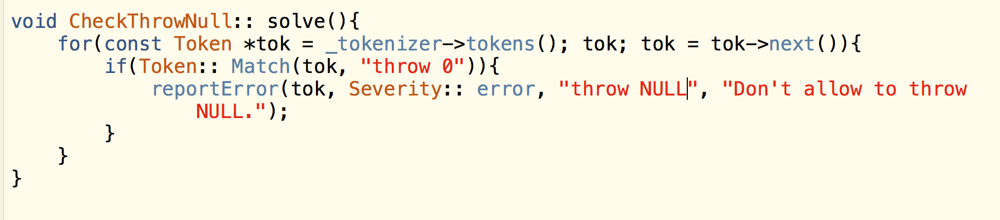 void CheckThrowNull:: solve(){
    for(const Token *tok = _tokenizer->tokens(); tok; tok = tok->next()){
        if(Token:: Match(tok, "throw 0")){
            reportError(tok, Severity:: error, "throw NULL", "Don't allow to throw
                NULL.");
        }
    }
}